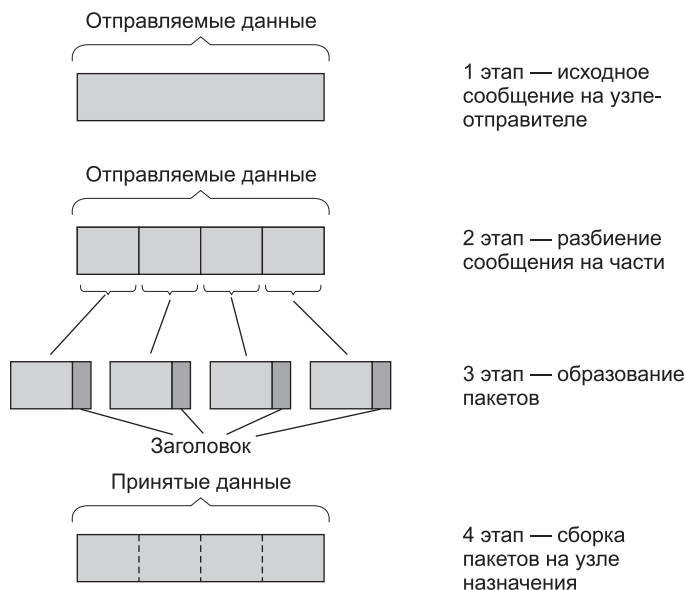 Отправляемые данные
1 этап — исходное
сообщение на узле-
отправителе
Отправляемые данные
2 этап — разбиение
сообщения на части
3 этап — образование
пакетов
Заголовок
Принятые данные
4 этап — сборка
пакетов на узле
назначения